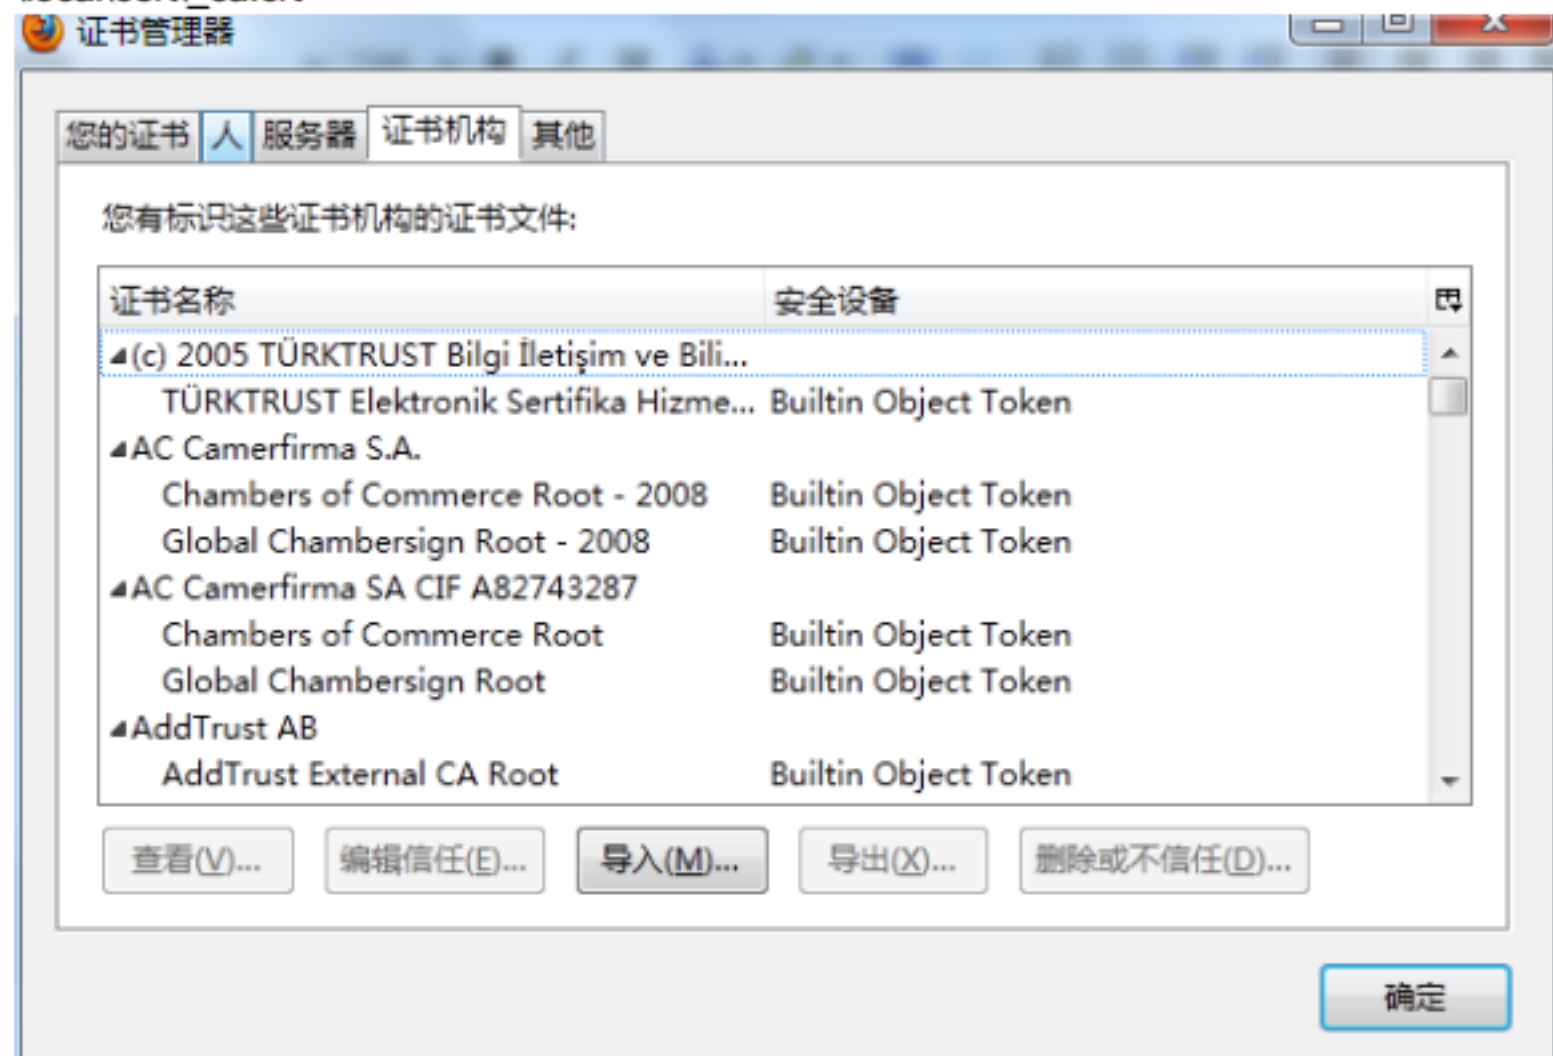 证书管理器
您的证书 人 服务器 证书机构 其他
您有标识这些证书机构的证书文件:
证书名称 安全设备
(c) 2005 TÜRKTRUST Bilgi İletişim ve Bili...
TÜRKTRUST Elektronik Sertifika Hizme... Builtin Object Token
AC Camerfirma S.A.
Chambers of Commerce Root - 2008 Builtin Object Token
Global Chambersign Root - 2008 Builtin Object Token
AC Camerfirma SA CIF A82743287
Chambers of Commerce Root Builtin Object Token
Global Chambersign Root Builtin Object Token
AddTrust AB
AddTrust External CA Root Builtin Object Token
查看(V)... 编辑信任(E)... 导入(M)... 导出(X)... 删除或不信任(D)...
确定